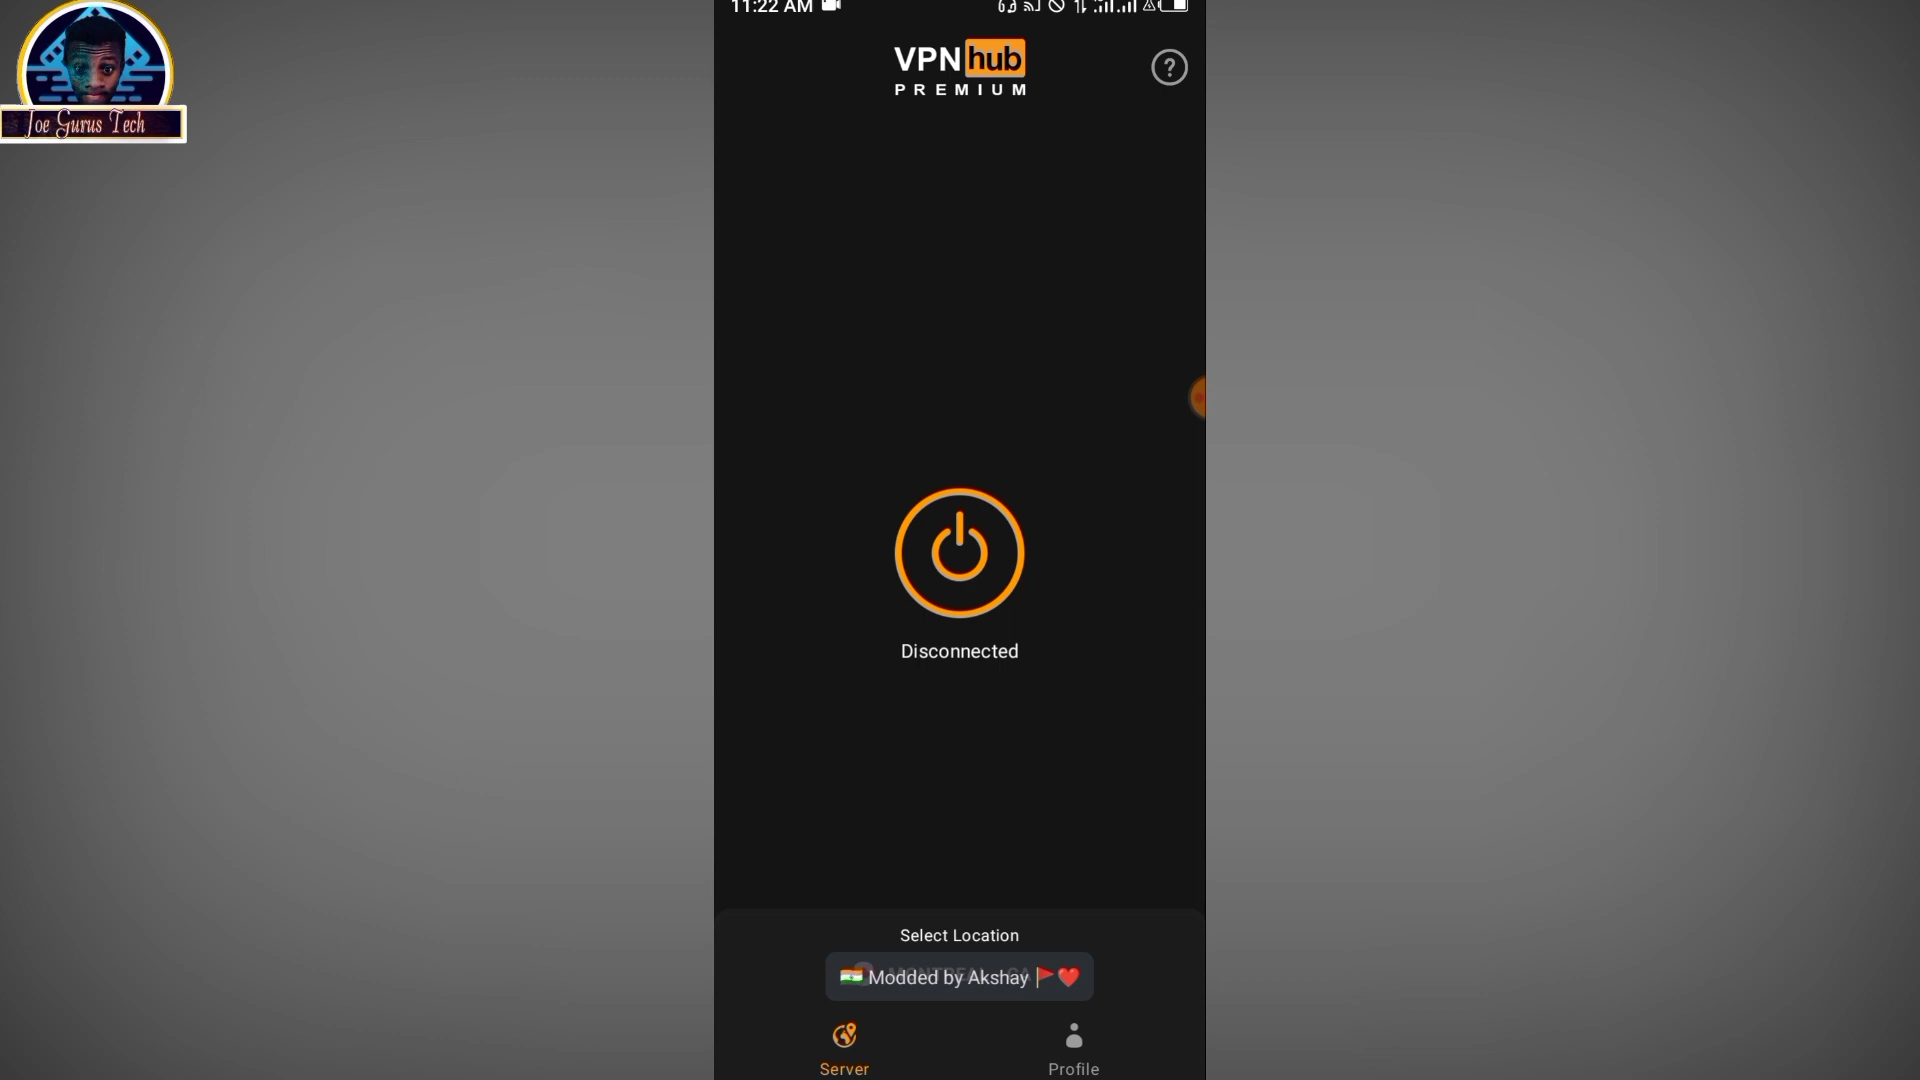 11:22 AM
Joe Gurus Tech
VPN hub
PREMIUM
?
Disconnected
Select Location
Modded by Akshay
Server
Profile